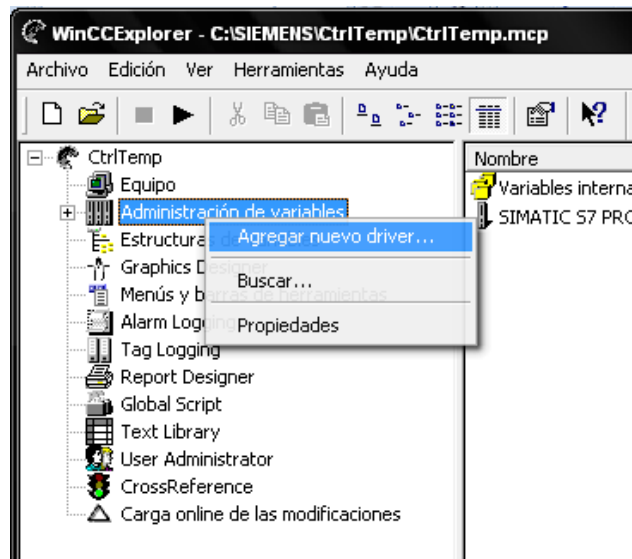 WinCCExplorer - C:\SIEMENS\CtrlTemp\CtrlTemp.mcp
Archivo Edición Ver Herramientas Ayuda
CtrlTemp
Equipo
Administración de variables
Estructuras
Graphics Designer
Menús y barras de herramientas
Alarm Logging
Tag Logging
Report Designer
Global Script
Text Library
User Administrator
CrossReference
Carga online de las modificaciones
Agregar nuevo driver...
Buscar...
Propiedades
Nombre
Variables interna
SIMATIC S7 PRO